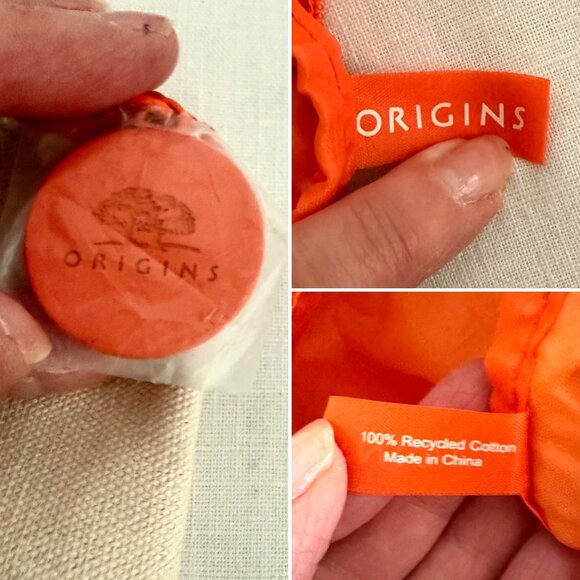 ORIGINS
ORIGINS
100% Recycled Cotton
Made in China